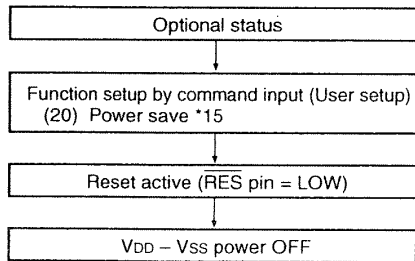 Optional status
Function setup by command input (User setup)
(20) Power save *15
Reset active (RES pin = LOW)
VDD – VSS power OFF